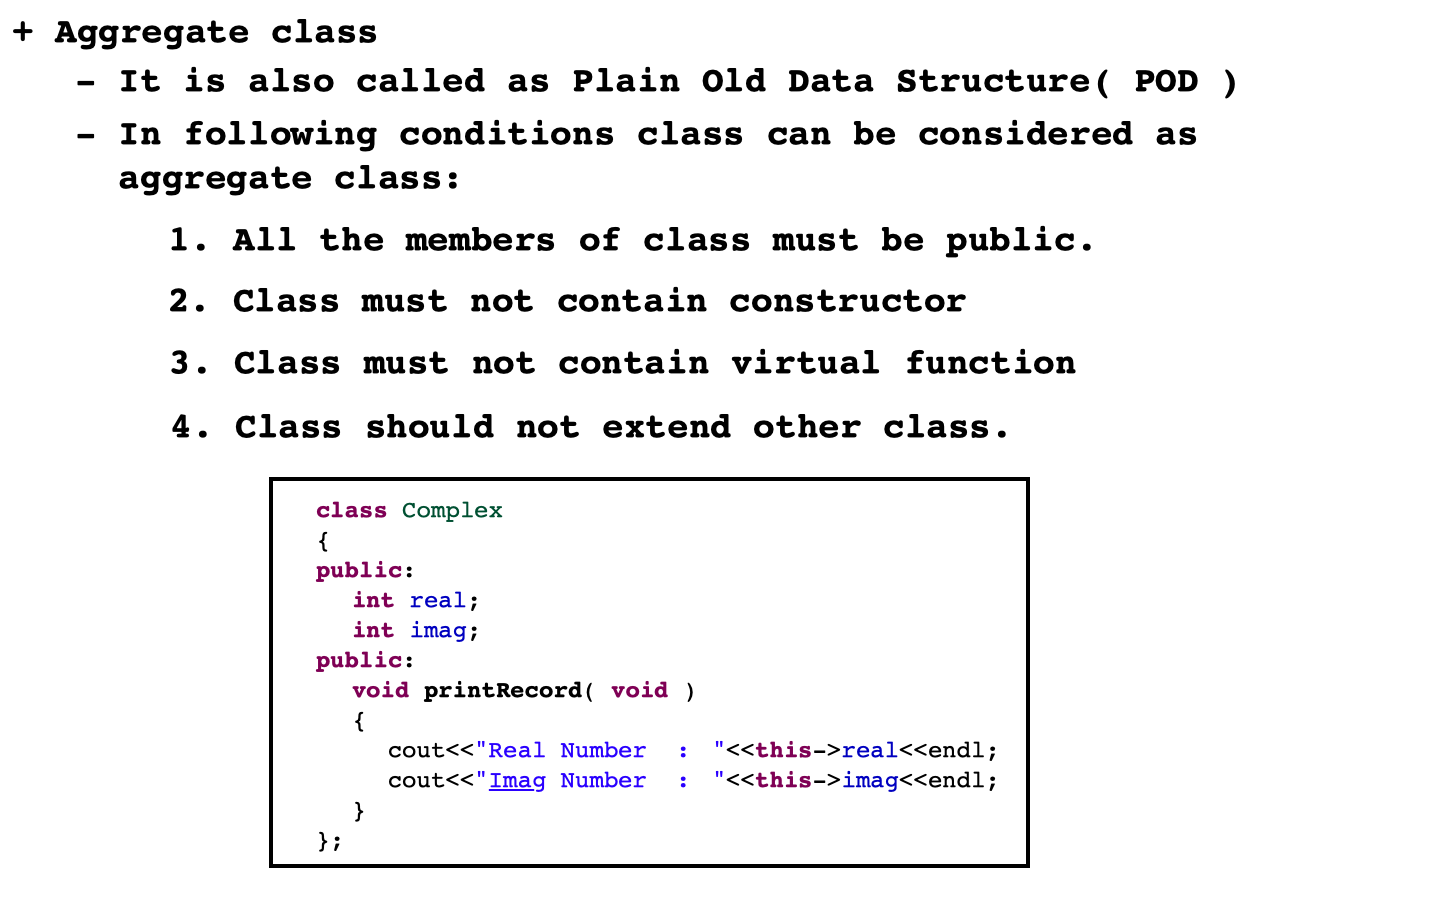 + Aggregate class
- It is also called as Plain Old Data Structure( POD )
- In following conditions class can be considered as
aggregate class:
1. All the members of class must be public.
2. Class must not contain constructor
3. Class must not contain virtual function
4. Class should not extend other class.
class Complex
{
public:
int real;
int imag;
public:
void printRecord( void )
{
cout<<"Real Number  :  "<<this->real<<endl;
cout<<"Imag Number  :  "<<this->imag<<endl;
}
};